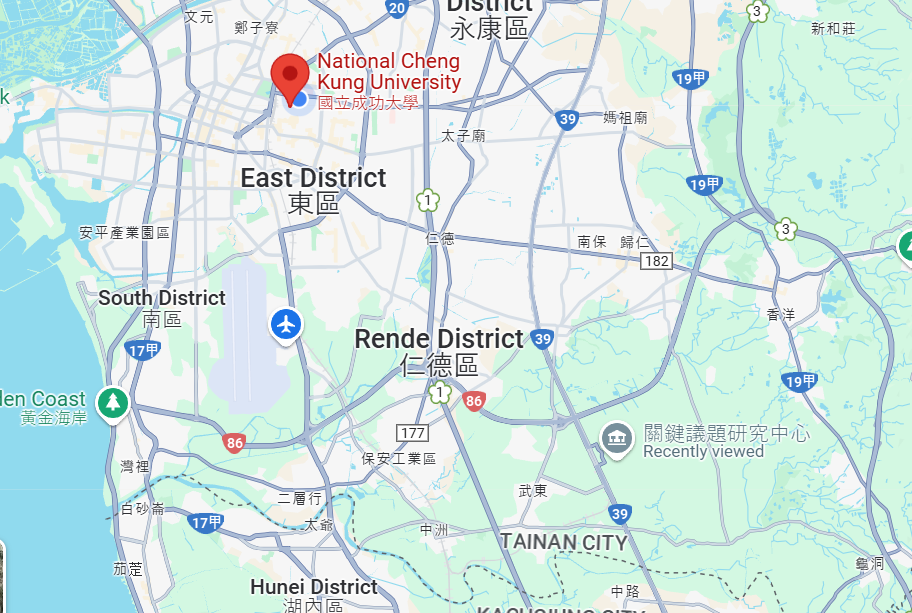 文元
20
District
永康區
3
新和莊
鄭子寮
National Cheng
Kung University
國立成功大學
19甲
k
39
媽祖廟
太子廟
East District
東區
19甲
1
3
安平產業園區
仁德
南保
歸仁
182
South District
南區
香洋
17甲
Rende District
仁德區
39
19甲
1
86
den Coast
黃金海岸
86
177
關鍵議題研究中心
Recently viewed
保安工業區
灣裡
武東
二層行
白砂崙
17甲
太爺
中洲
39
TAINAN CITY
茄萣
龜洞
Hunei District
湖內區
中路
KAOHSIUNG CITY